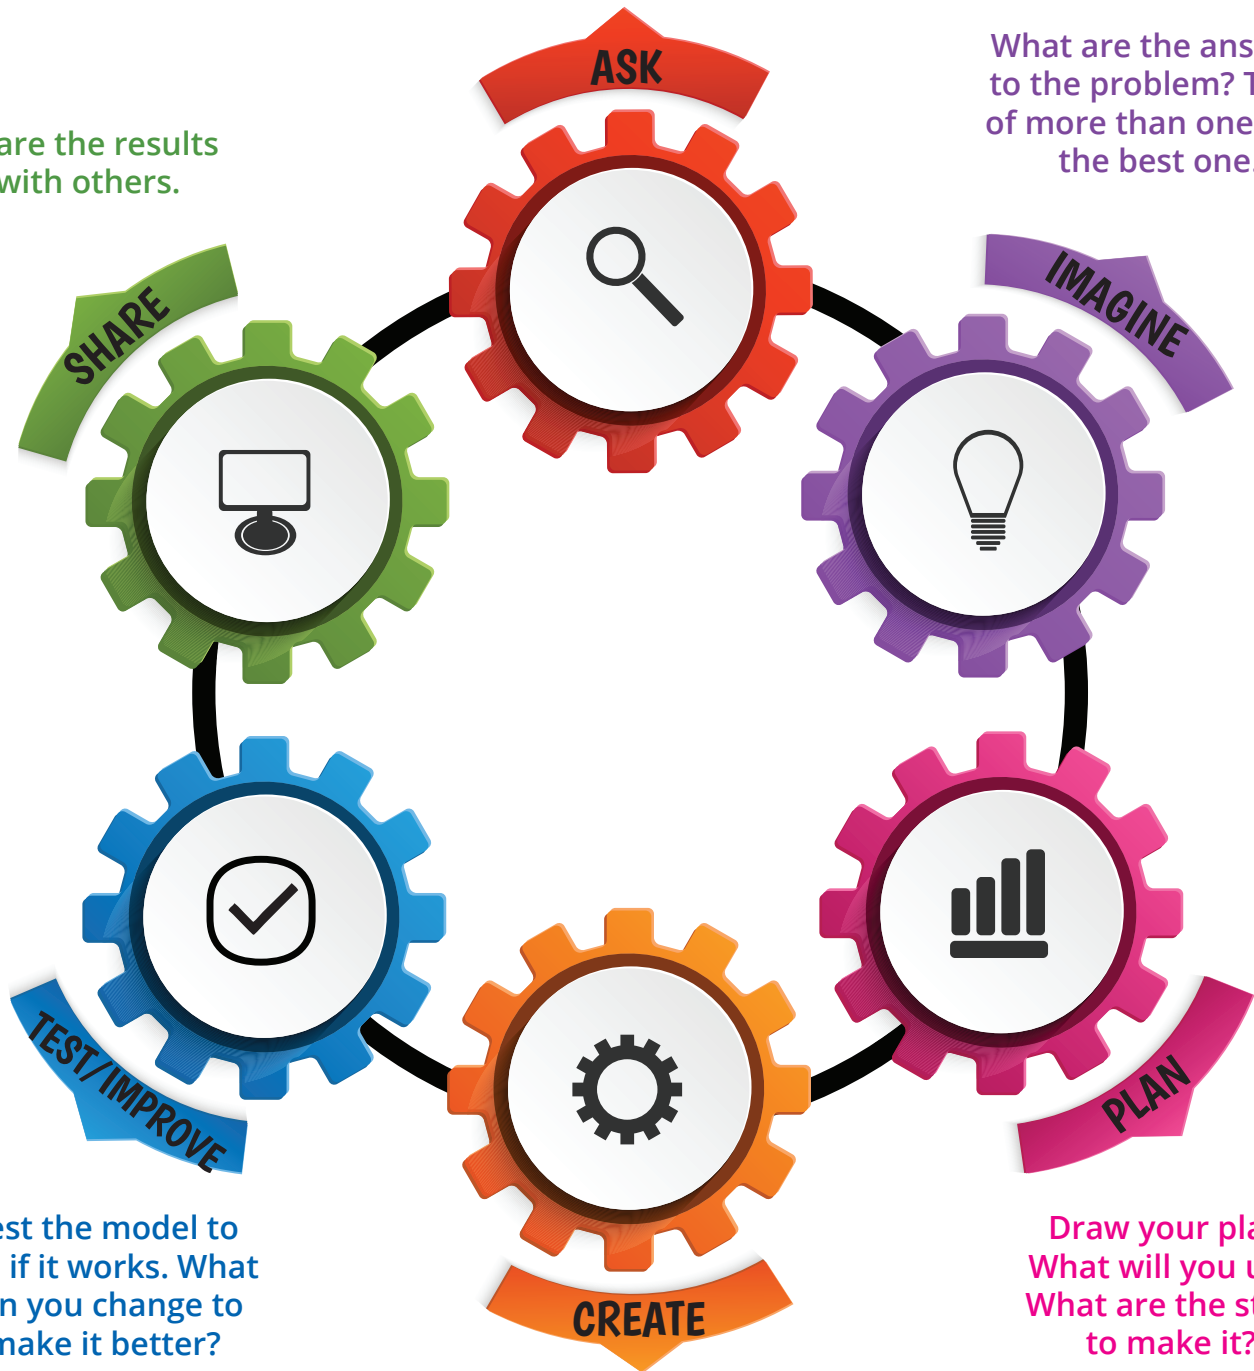 ASK
What are the ans
to the problem? T
of more than one
the best one.
are the results
with others.
SHARE
IMAGINE
TEST/IMPROVE
PLAN
est the model to
if it works. What
n you change to
make it better?
CREATE
Draw your pla
What will you u
What are the st
to make it?